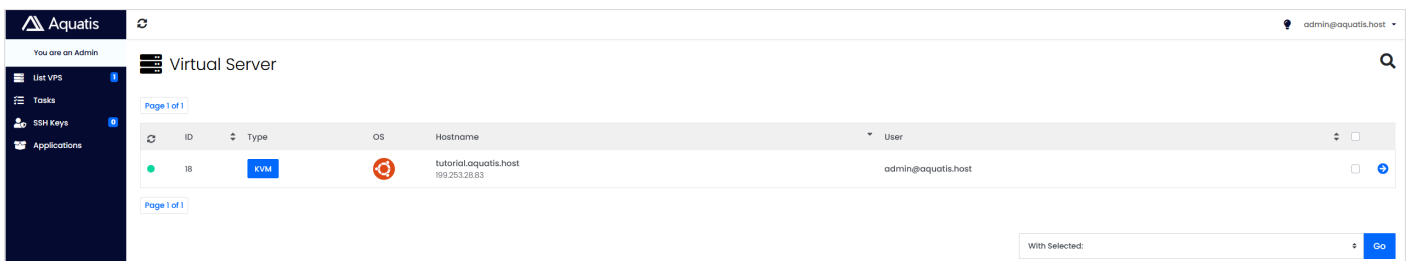 Aquatis
admin@aquatis.host
You are an Admin
List VPS 1
Tasks
SSH Keys 0
Applications
Virtual Server
Page 1 of 1
ID Type OS Hostname User
18 KVM tutorial.aquatis.host admin@aquatis.host
199.253.28.83
Page 1 of 1
With Selected: Go